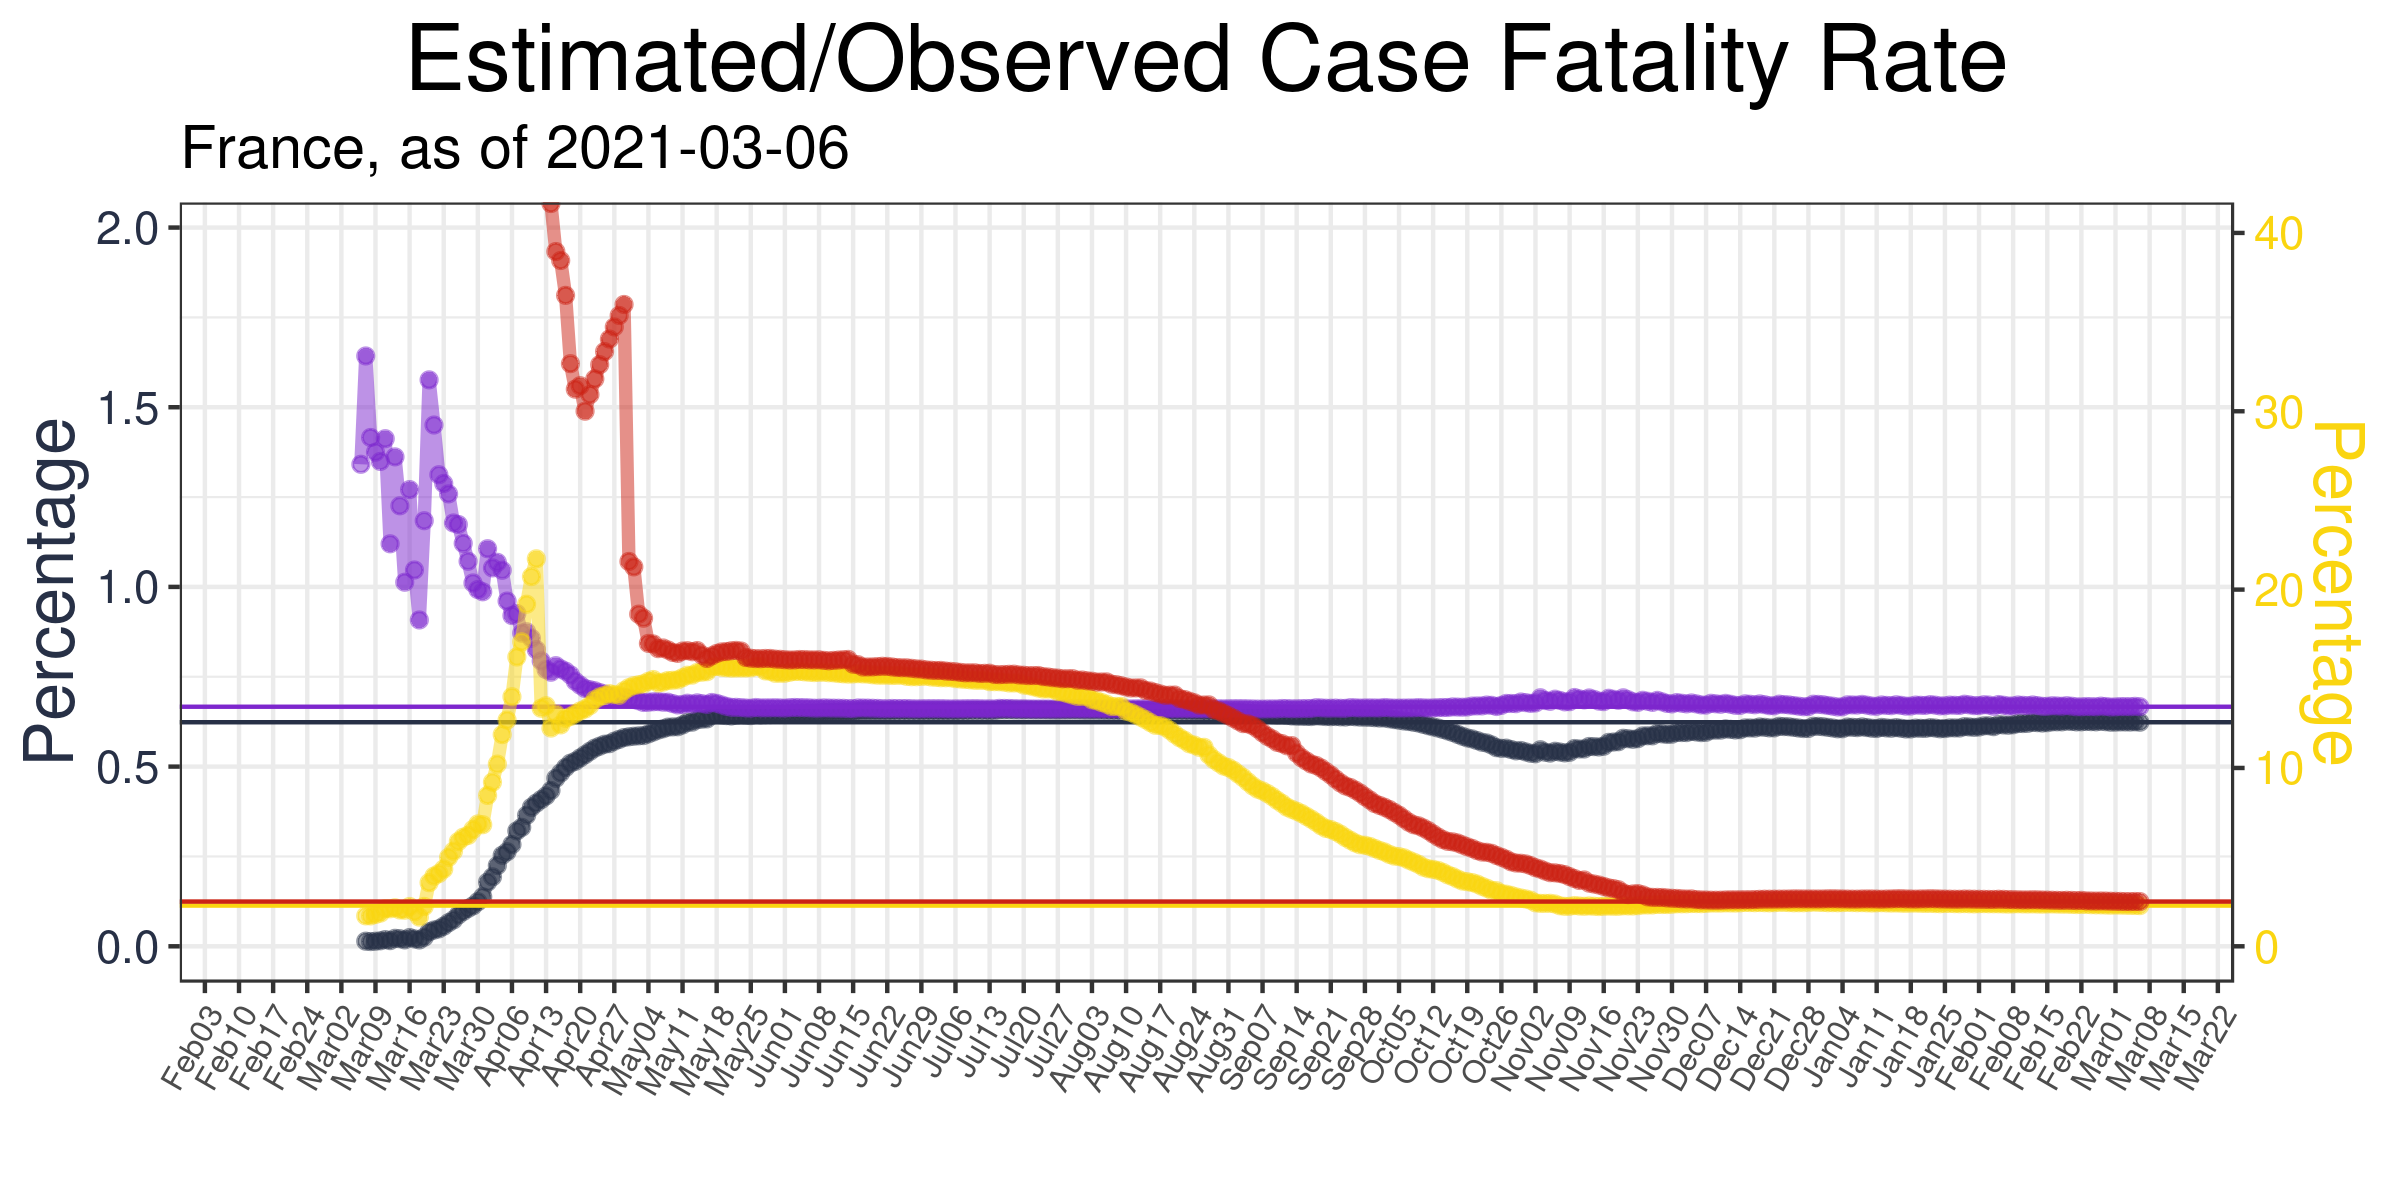 Estimated/Observed Case Fatality Rate
France, as of 2021-03-06
Percentage
2.0
1.5
1.0
0.5
0.0
40
30
20
10
0
Percentage
Feb03
Feb10
Feb17
Feb24
Mar02
Mar09
Mar16
Mar23
Mar30
Apr06
Apr13
Apr20
Apr27
May04
May11
May18
May25
Jun01
Jun08
Jun15
Jun22
Jun29
Jul06
Jul13
Jul20
Jul27
Aug03
Aug10
Aug17
Aug24
Aug31
Sep07
Sep14
Sep21
Sep28
Oct05
Oct12
Oct19
Oct26
Nov02
Nov09
Nov16
Nov23
Nov30
Dec07
Dec14
Dec21
Dec28
Dec04
Jan11
Jan18
Jan25
Jan01
Feb08
Feb15
Feb22
Feb01
Mar08
Mar15
Mar22